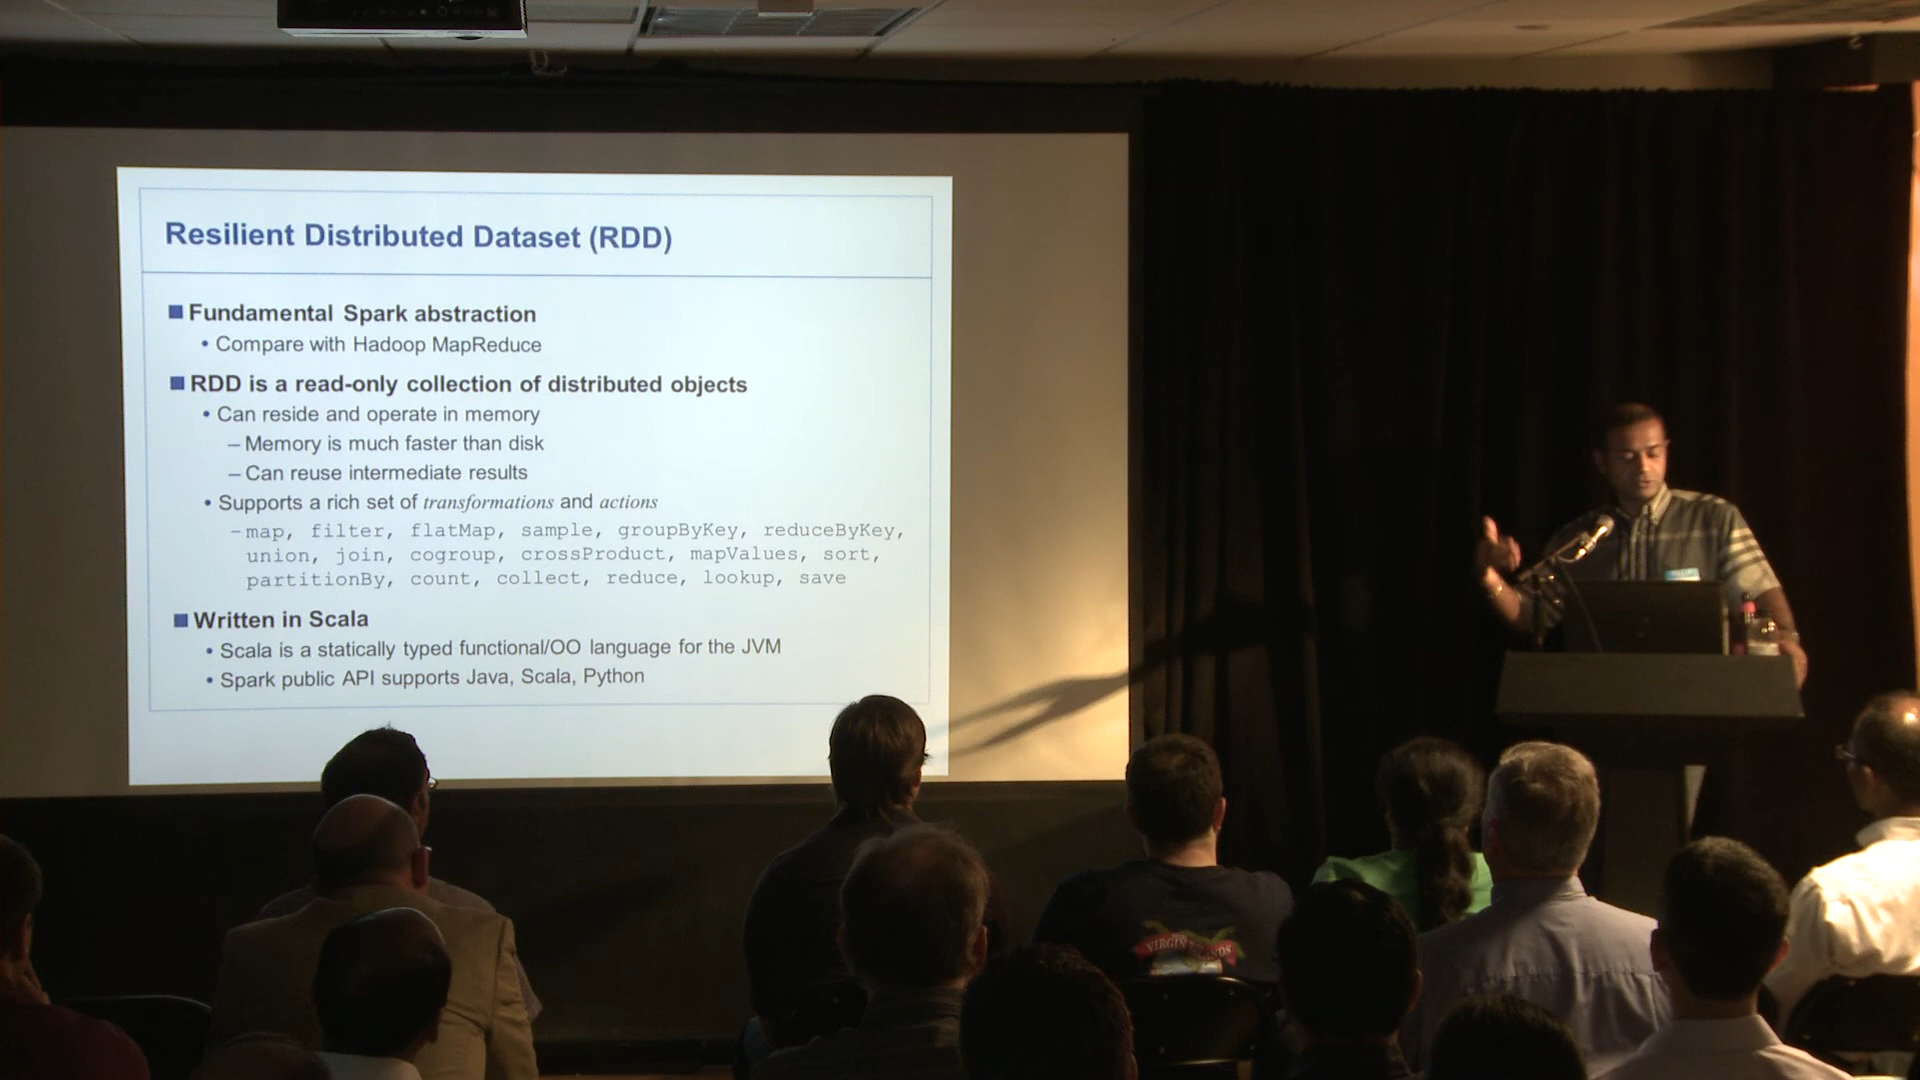 Resilient Distributed Dataset (RDD)
■ Fundamental Spark abstraction
• Compare with Hadoop MapReduce
■ RDD is a read-only collection of distributed objects
• Can reside and operate in memory
– Memory is much faster than disk
– Can reuse intermediate results
• Supports a rich set of transformations and actions
– map, filter, flatMap, sample, groupByKey, reduceByKey,
union, join, cogroup, crossProduct, mapValues, sort,
partitionBy, count, collect, reduce, lookup, save
■ Written in Scala
• Scala is a statically typed functional/OO language for the JVM
• Spark public API supports Java, Scala, Python
VIRGIN